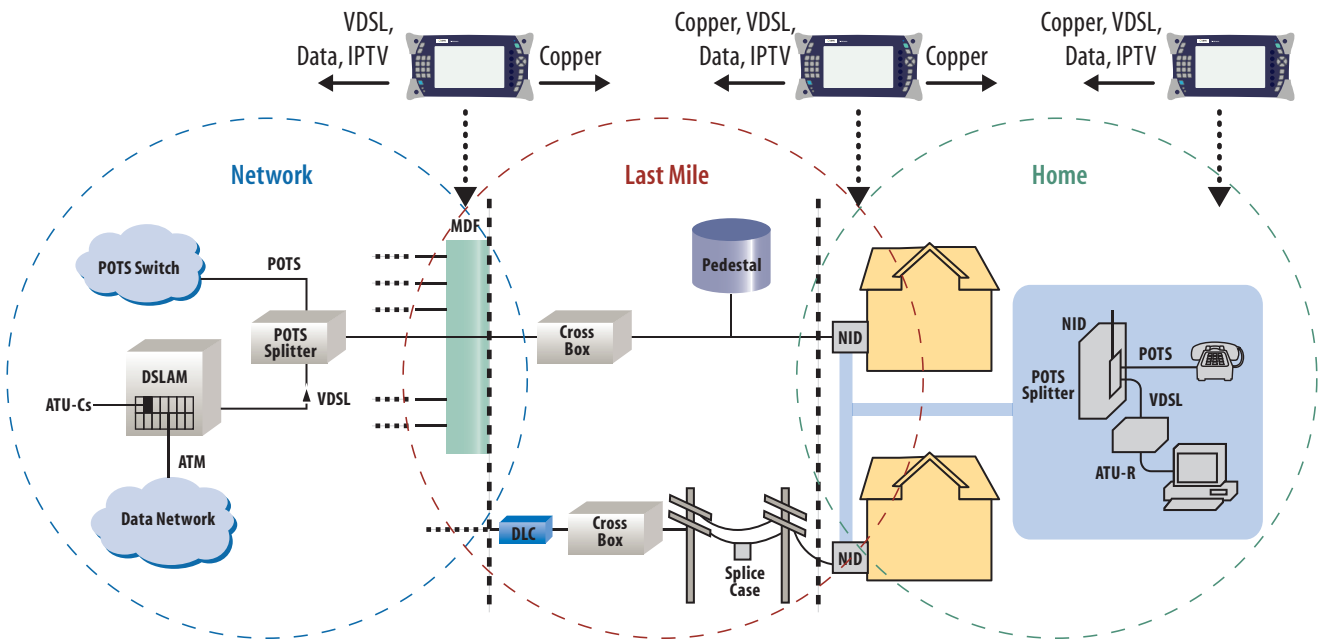 VDSL,
Data, IPTV
Copper
Copper, VDSL,
Data, IPTV
Copper
Copper, VDSL,
Data, IPTV
Network
Last Mile
Home
MDF
POTS Switch
POTS
POTS
Splitter
DSLAM
ATU-Cs
VDSL
ATM
Data Network
Cross
Box
Pedestal
NID
DLC
Cross
Box
Splice
Case
NID
NID
POTS
Splitter
POTS
VDSL
ATU-R